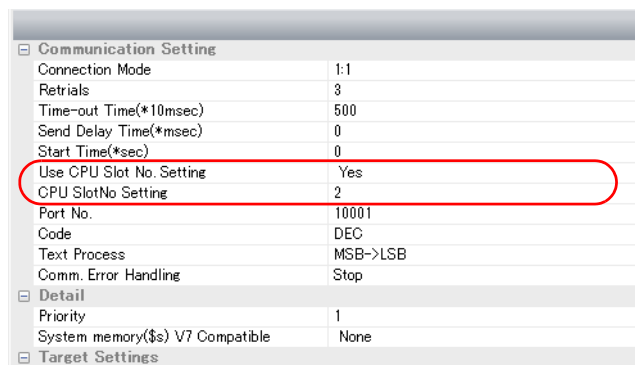 Communication Setting
Connection Mode 1:1
Retrials 3
Time-out Time(*10msec) 500
Send Delay Time(*msec) 0
Start Time(*sec) 0
Use CPU Slot No. Setting Yes
CPU SlotNo Setting 2
Port No. 10001
Code DEC
Text Process MSB->LSB
Comm. Error Handling Stop
Detail
Priority 1
System memory($s) V7 Compatible None
Target Settings